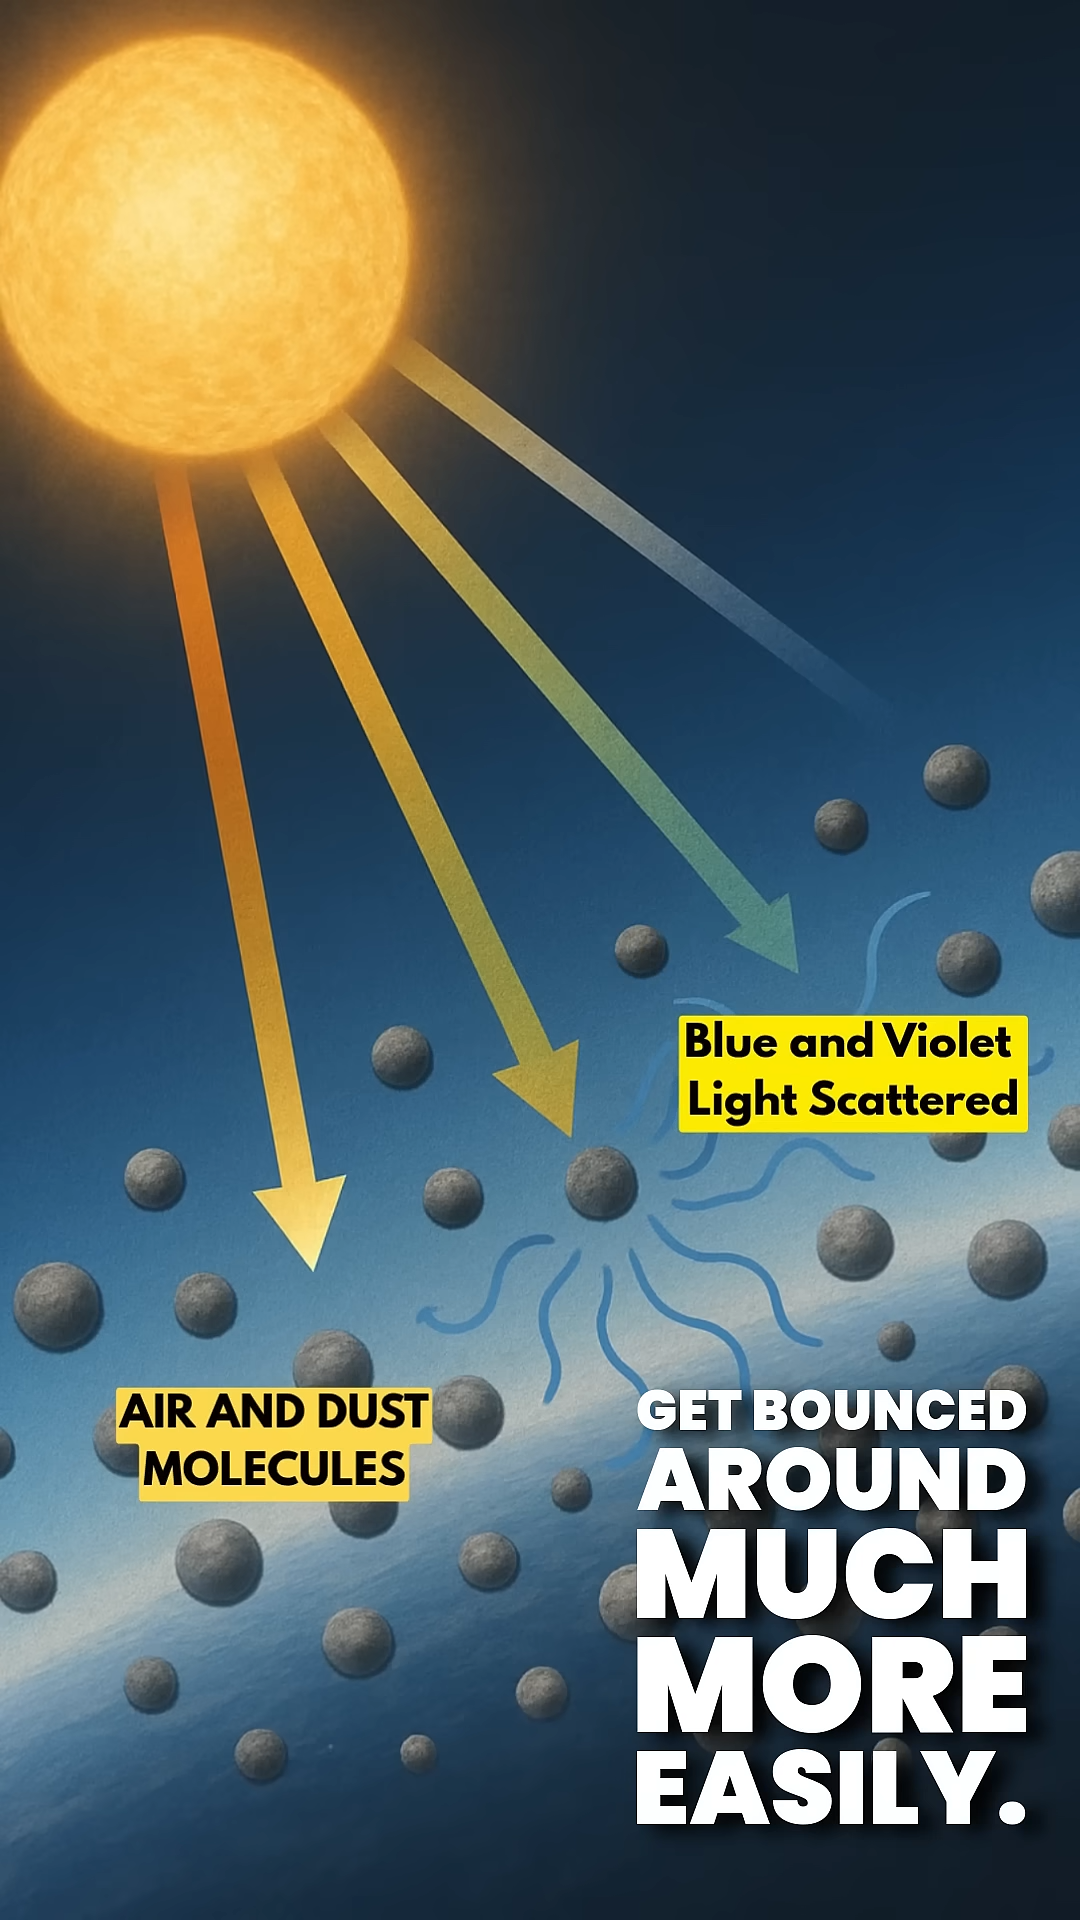 Blue and Violet
Light Scattered
AIR AND DUST
MOLECULES
GET BOUNCED
AROUND
MUCH
MORE
EASILY.